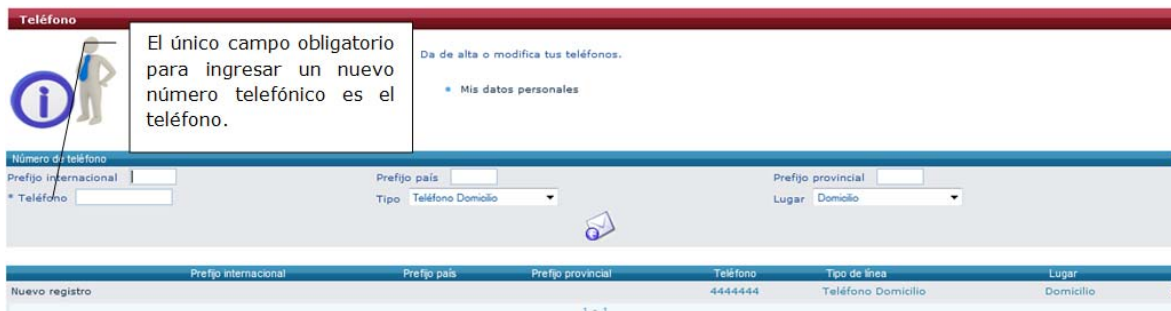 Teléfono
El único campo obligatorio
para ingresar un nuevo
número telefónico es el
teléfono.
Da de alta o modifica tus teléfonos.
Mis datos personales
Número de teléfono
Prefijo internacional Prefijo país Prefijo provincial
* Teléfono Tipo Teléfono Domicilio Lugar Domicilio
Prefijo internacional Prefijo país Prefijo provincial Teléfono Tipo de línea Lugar
Nuevo registro 4444444 Teléfono Domicilio Domicilio